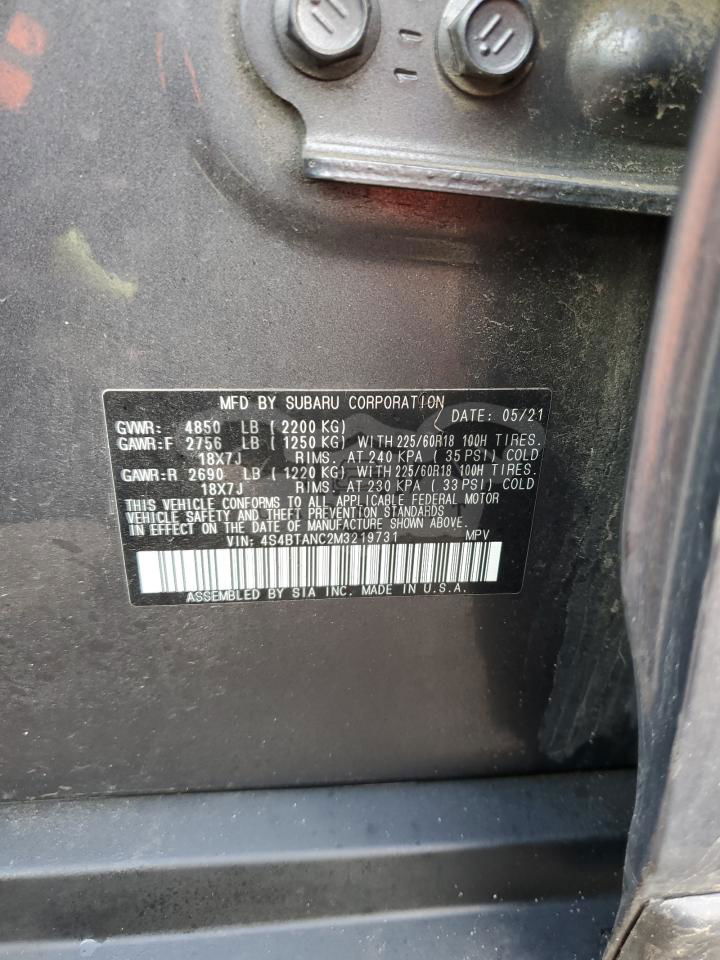 MFD BY SUBARU CORPORATION
DATE: 05/21
GVWR: 4850 LB ( 2200 KG)
GAWR:F 2756 LB ( 1250 KG) WITH 225/60R18 100H TIRES.
18X7J RIMS. AT 240 KPA ( 35 PSI) COLD
GAWR:R 2690 LB ( 1220 KG) WITH 225/60R18 100H TIRES.
18X7J RIMS. AT 230 KPA ( 33 PSI) COLD
THIS VEHICLE CONFORMS TO ALL APPLICABLE FEDERAL MOTOR
VEHICLE SAFETY AND THEFT PREVENTION STANDARDS
IN EFFECT ON THE DATE OF MANUFACTURE SHOWN ABOVE.
VIN: 4S4BTANC2M3219731 MPV
ASSEMBLED BY SIA INC. MADE IN U.S.A.